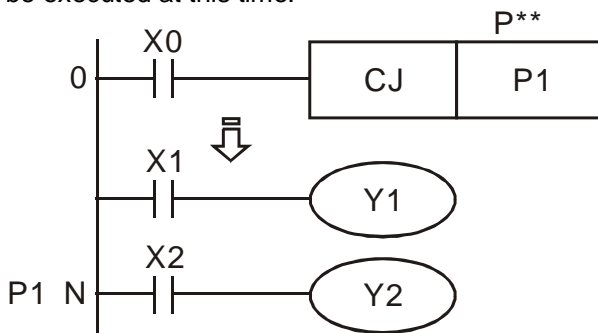 be executed at this time.
P**
X0
0 CJ P1
X1
Y1
X2
P1 N Y2